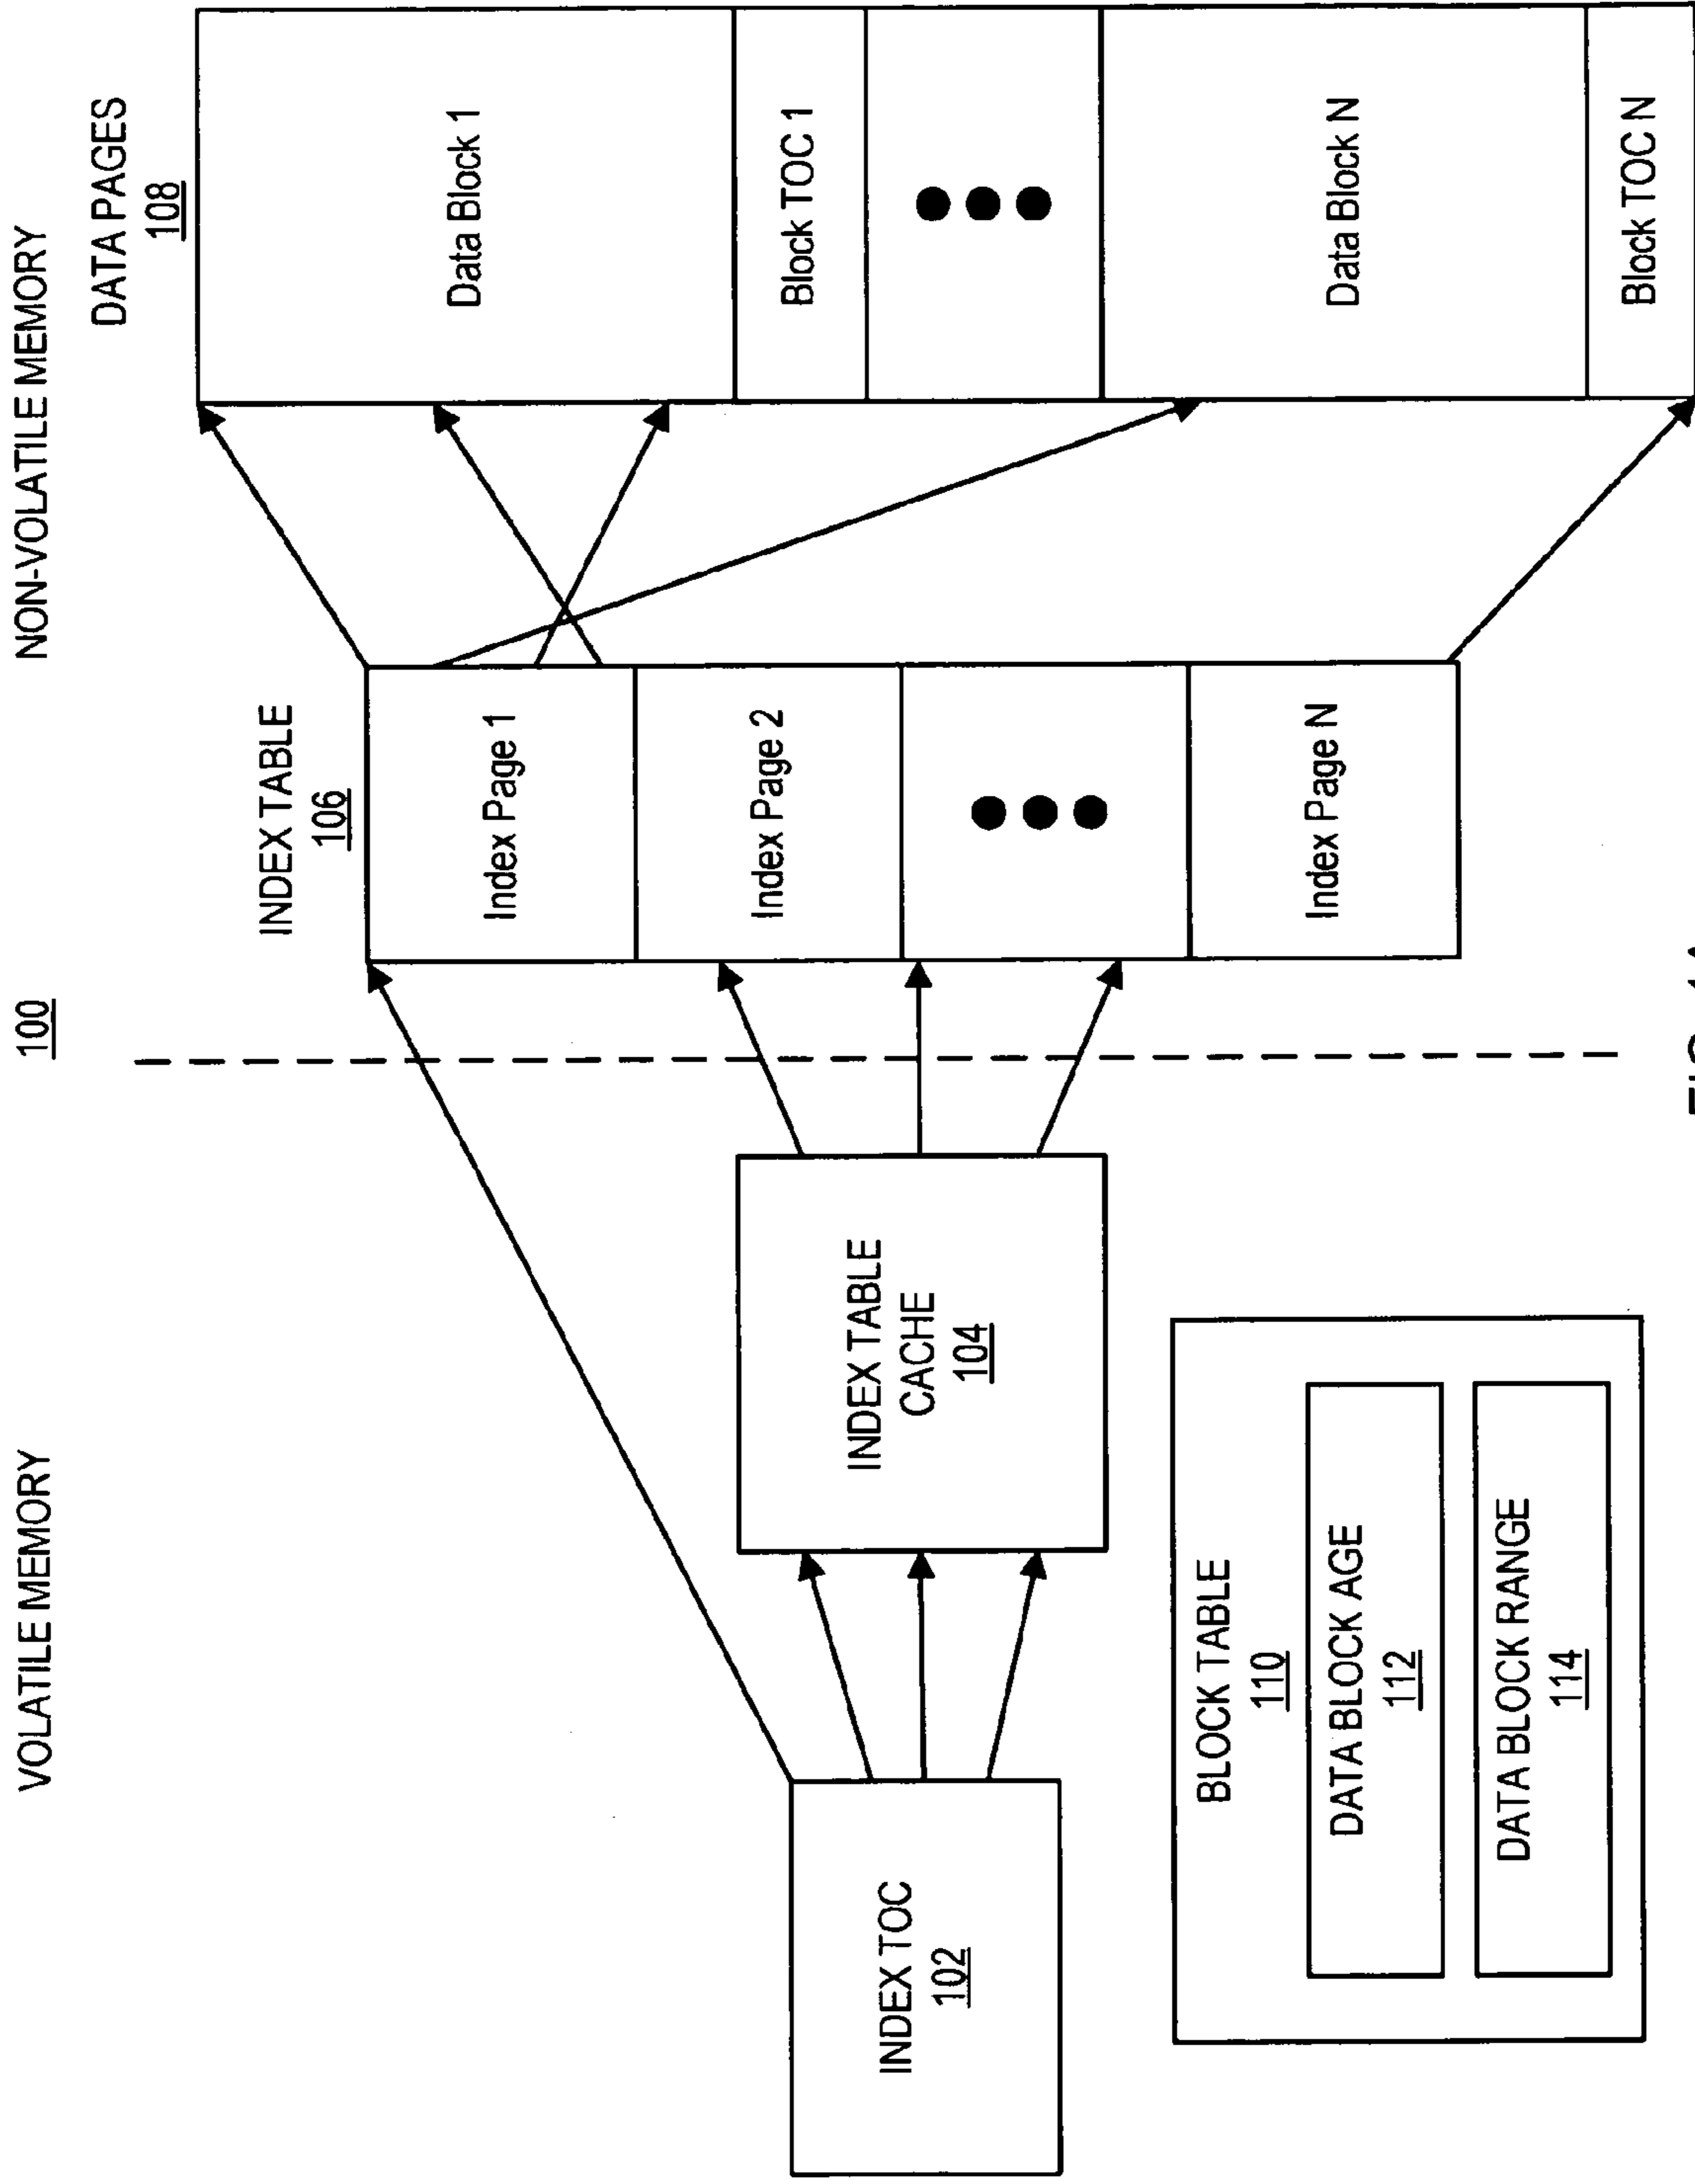 100
VOLATILE MEMORY
NON-VOLATILE MEMORY
INDEX TOC
102
INDEX TABLE
CACHE
104
BLOCK TABLE
110
DATA BLOCK AGE
112
DATA BLOCK RANGE
114
INDEX TABLE
106
Index Page 1
Index Page 2
Index Page N
DATA PAGES
108
Data Block 1
Block TOC 1
Data Block N
Block TOC N